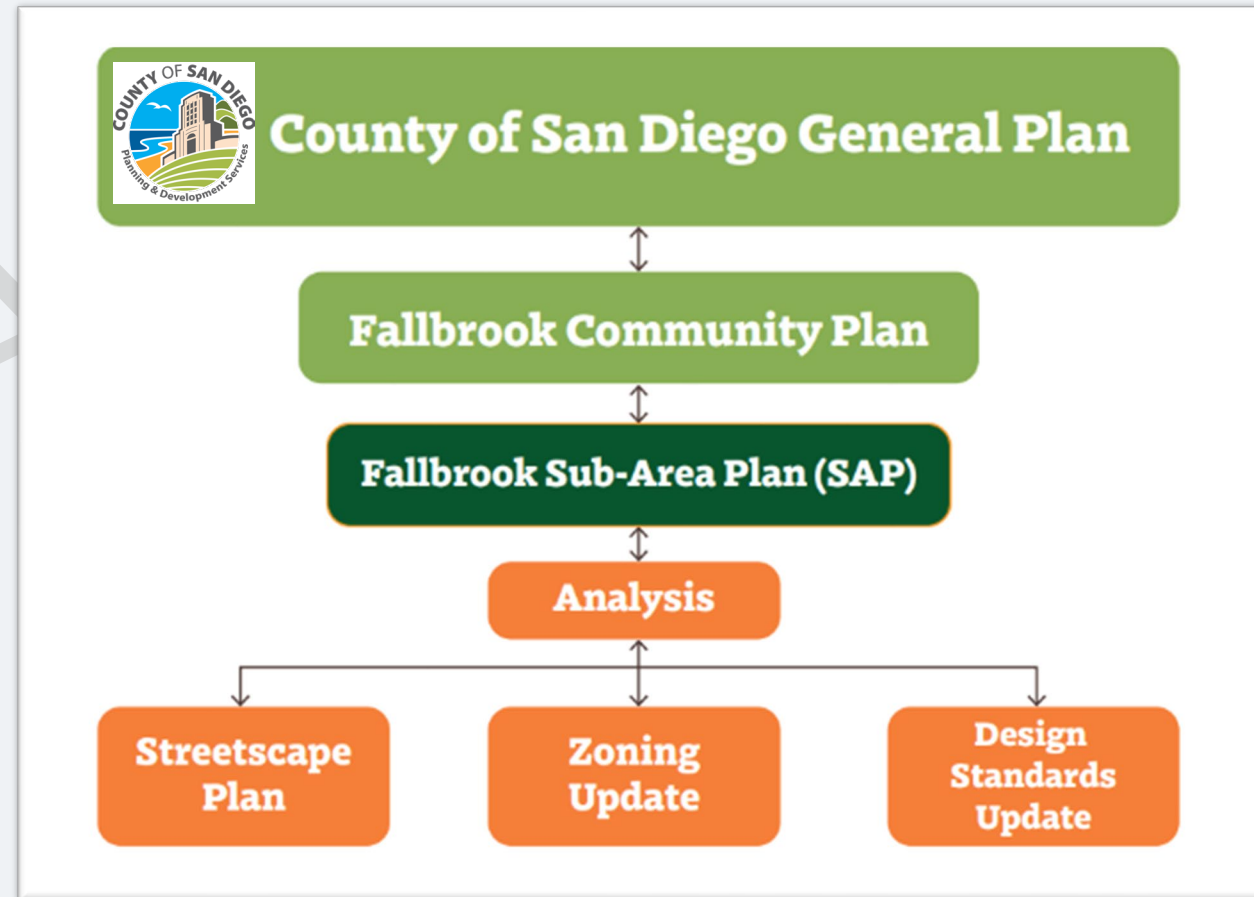 COUNTY OF SAN DIEGO
Planning & Development Services
County of San Diego General Plan
Fallbrook Community Plan
Fallbrook Sub-Area Plan (SAP)
Analysis
Streetscape
Plan
Zoning
Update
Design
Standards
Update